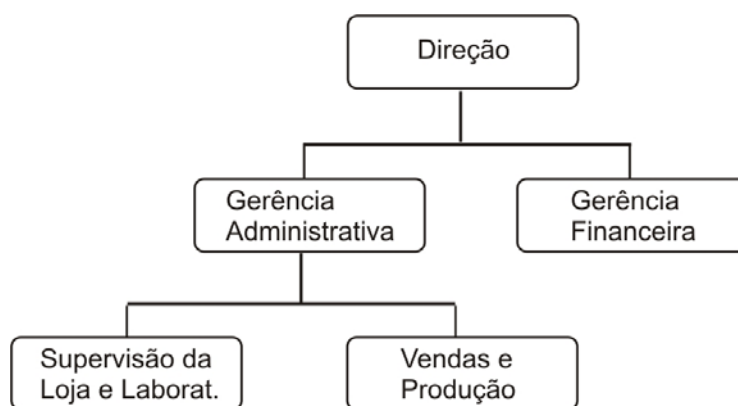 Direção
Gerência
Administrativa
Gerência
Financeira
Supervisão da
Loja e Laborat.
Vendas e
Produção